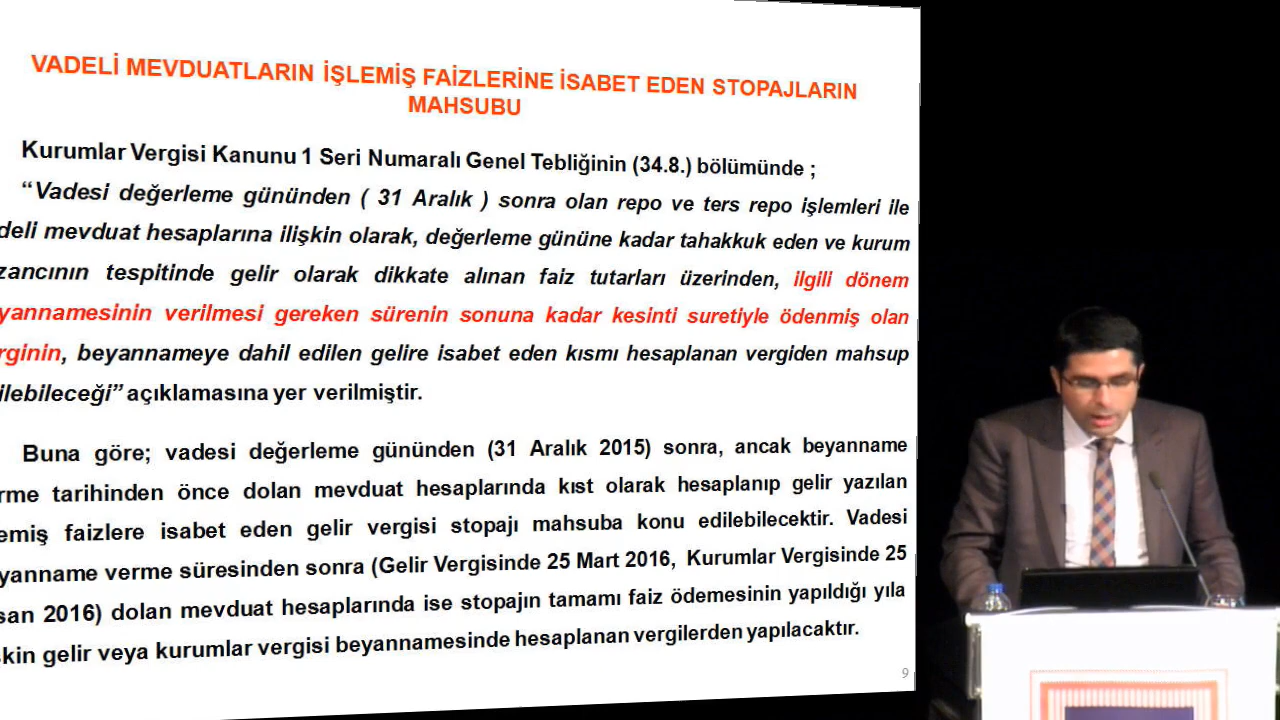 VADELİ MEVDUATLARIN İŞLEMİŞ FAİZLERİNE İSABET EDEN STOPAJLARIN
MAHSUBU
Kurumlar Vergisi Kanunu 1 Seri Numaralı Genel Tebliğinin (34.8.) bölümünde ;
“Vadesi değerleme gününden ( 31 Aralık ) sonra olan repo ve ters repo işlemleri ile
deli mevduat hesaplarına ilişkin olarak, değerleme gününe kadar tahakkuk eden ve kurum
zancının tespitinde gelir olarak dikkate alınan faiz tutarları üzerinden, ilgili dönem
yannamesinin verilmesi gereken sürenin sonuna kadar kesinti suretiyle ödenmiş olan
rginin, beyannameye dahil edilen gelire isabet eden kısmı hesaplanan vergiden mahsup
ilebileceği” açıklamasına yer verilmiştir.
Buna göre; vadesi değerleme gününden (31 Aralık 2015) sonra, ancak beyanname
rme tarihinden önce dolan mevduat hesaplarında kıst olarak hesaplanıp gelir yazılan
emiş faizlere isabet eden gelir vergisi stopajı mahsuba konu edilebilecektir. Vadesi
yanname verme süresinden sonra (Gelir Vergisinde 25 Mart 2016, Kurumlar Vergisinde 25
san 2016) dolan mevduat hesaplarında ise stopajın tamamı faiz ödemesinin yapıldığı yıla
şkin gelir veya kurumlar vergisi beyannamesinde hesaplanan vergilerden yapılacaktır.
9